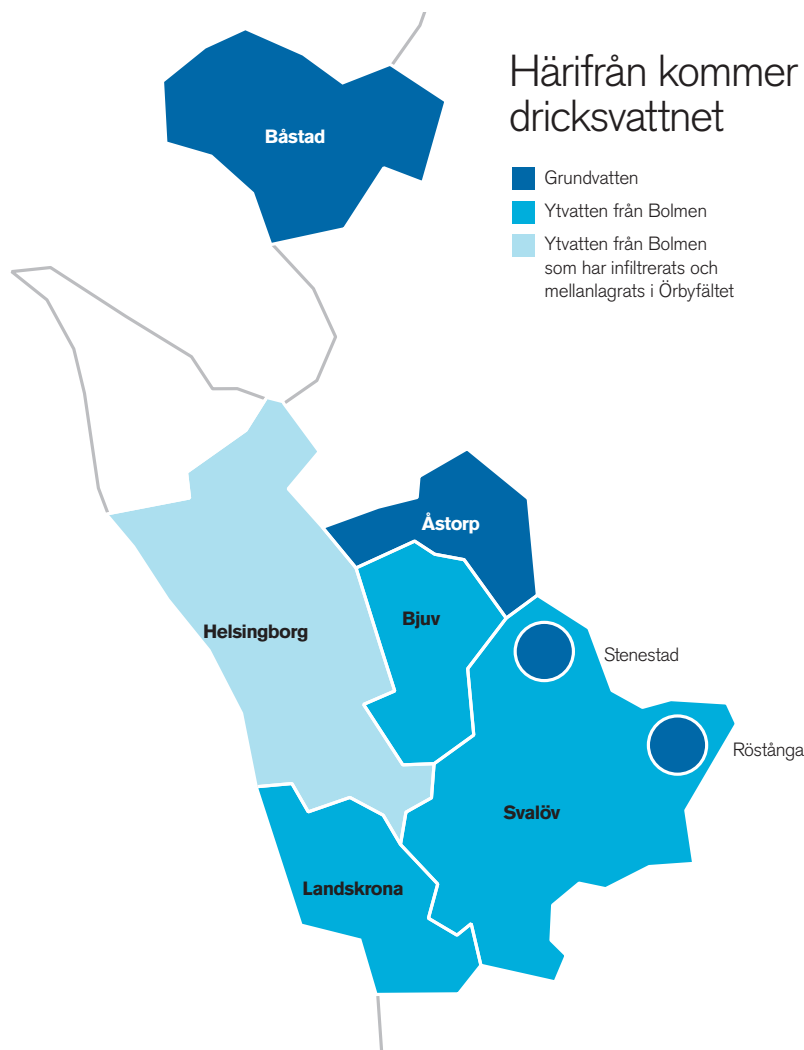 Härifrån kommer
dricksvattnet
Grundvatten
Ytvatten från Bolmen
Ytvatten från Bolmen
som har infiltrerats och
mellanlagrats i Örbyfältet
Båstad
Åstorp
Bjuv
Helsingborg
Stenestad
Röstånga
Svalöv
Landskrona